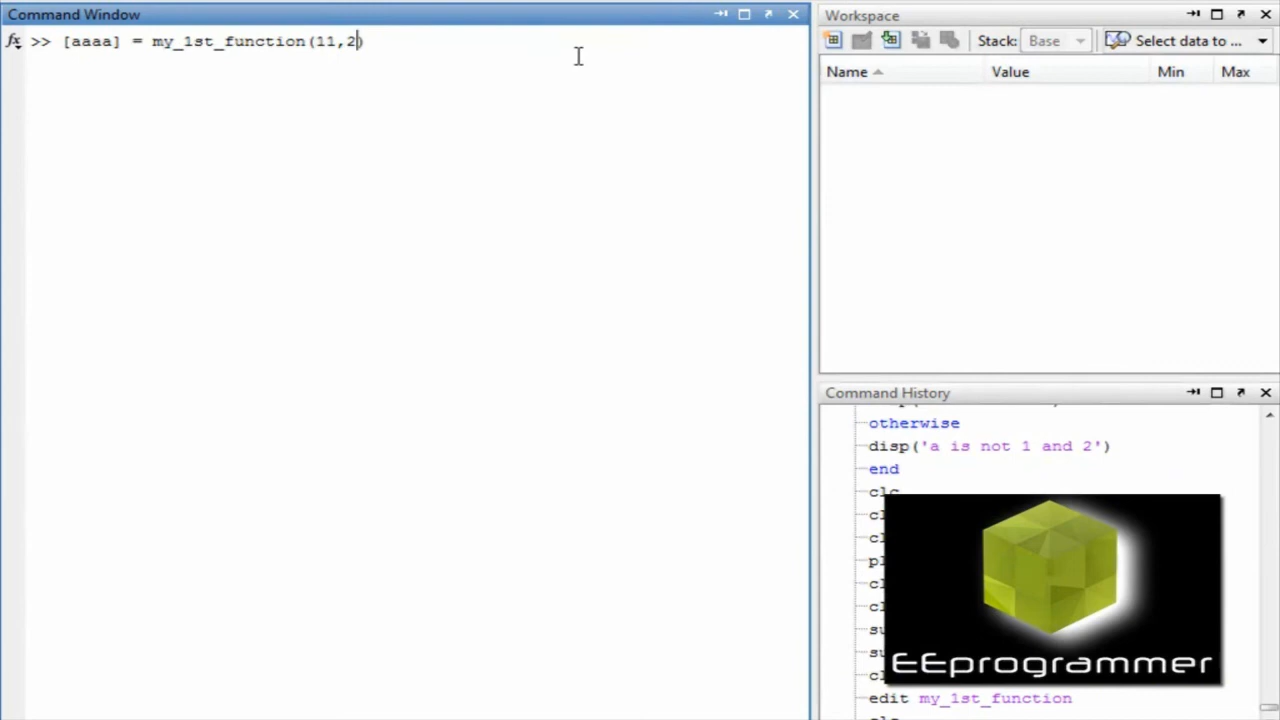 Command Window
fx >> [aaaa] = my_1st_function(11,2)
Workspace
Stack: Base Select data to ...
Name Value Min Max
Command History
otherwise
disp('a is not 1 and 2')
end
clc
EEprogrammer
edit my_1st_function